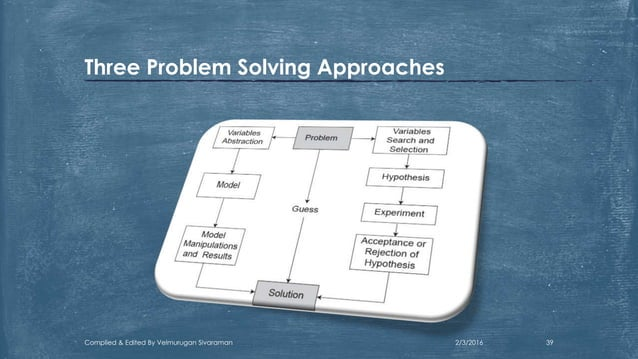 Three Problem Solving Approaches
Variables
Abstraction
Problem
Variables
Search and
Selection
Model
Hypothesis
Guess
Experiment
Model
Manipulations
and Results
Acceptance or
Rejection of
Hypothesis
Solution
Complied & Edited By Velmurugan Sivaraman
2/3/2016
39